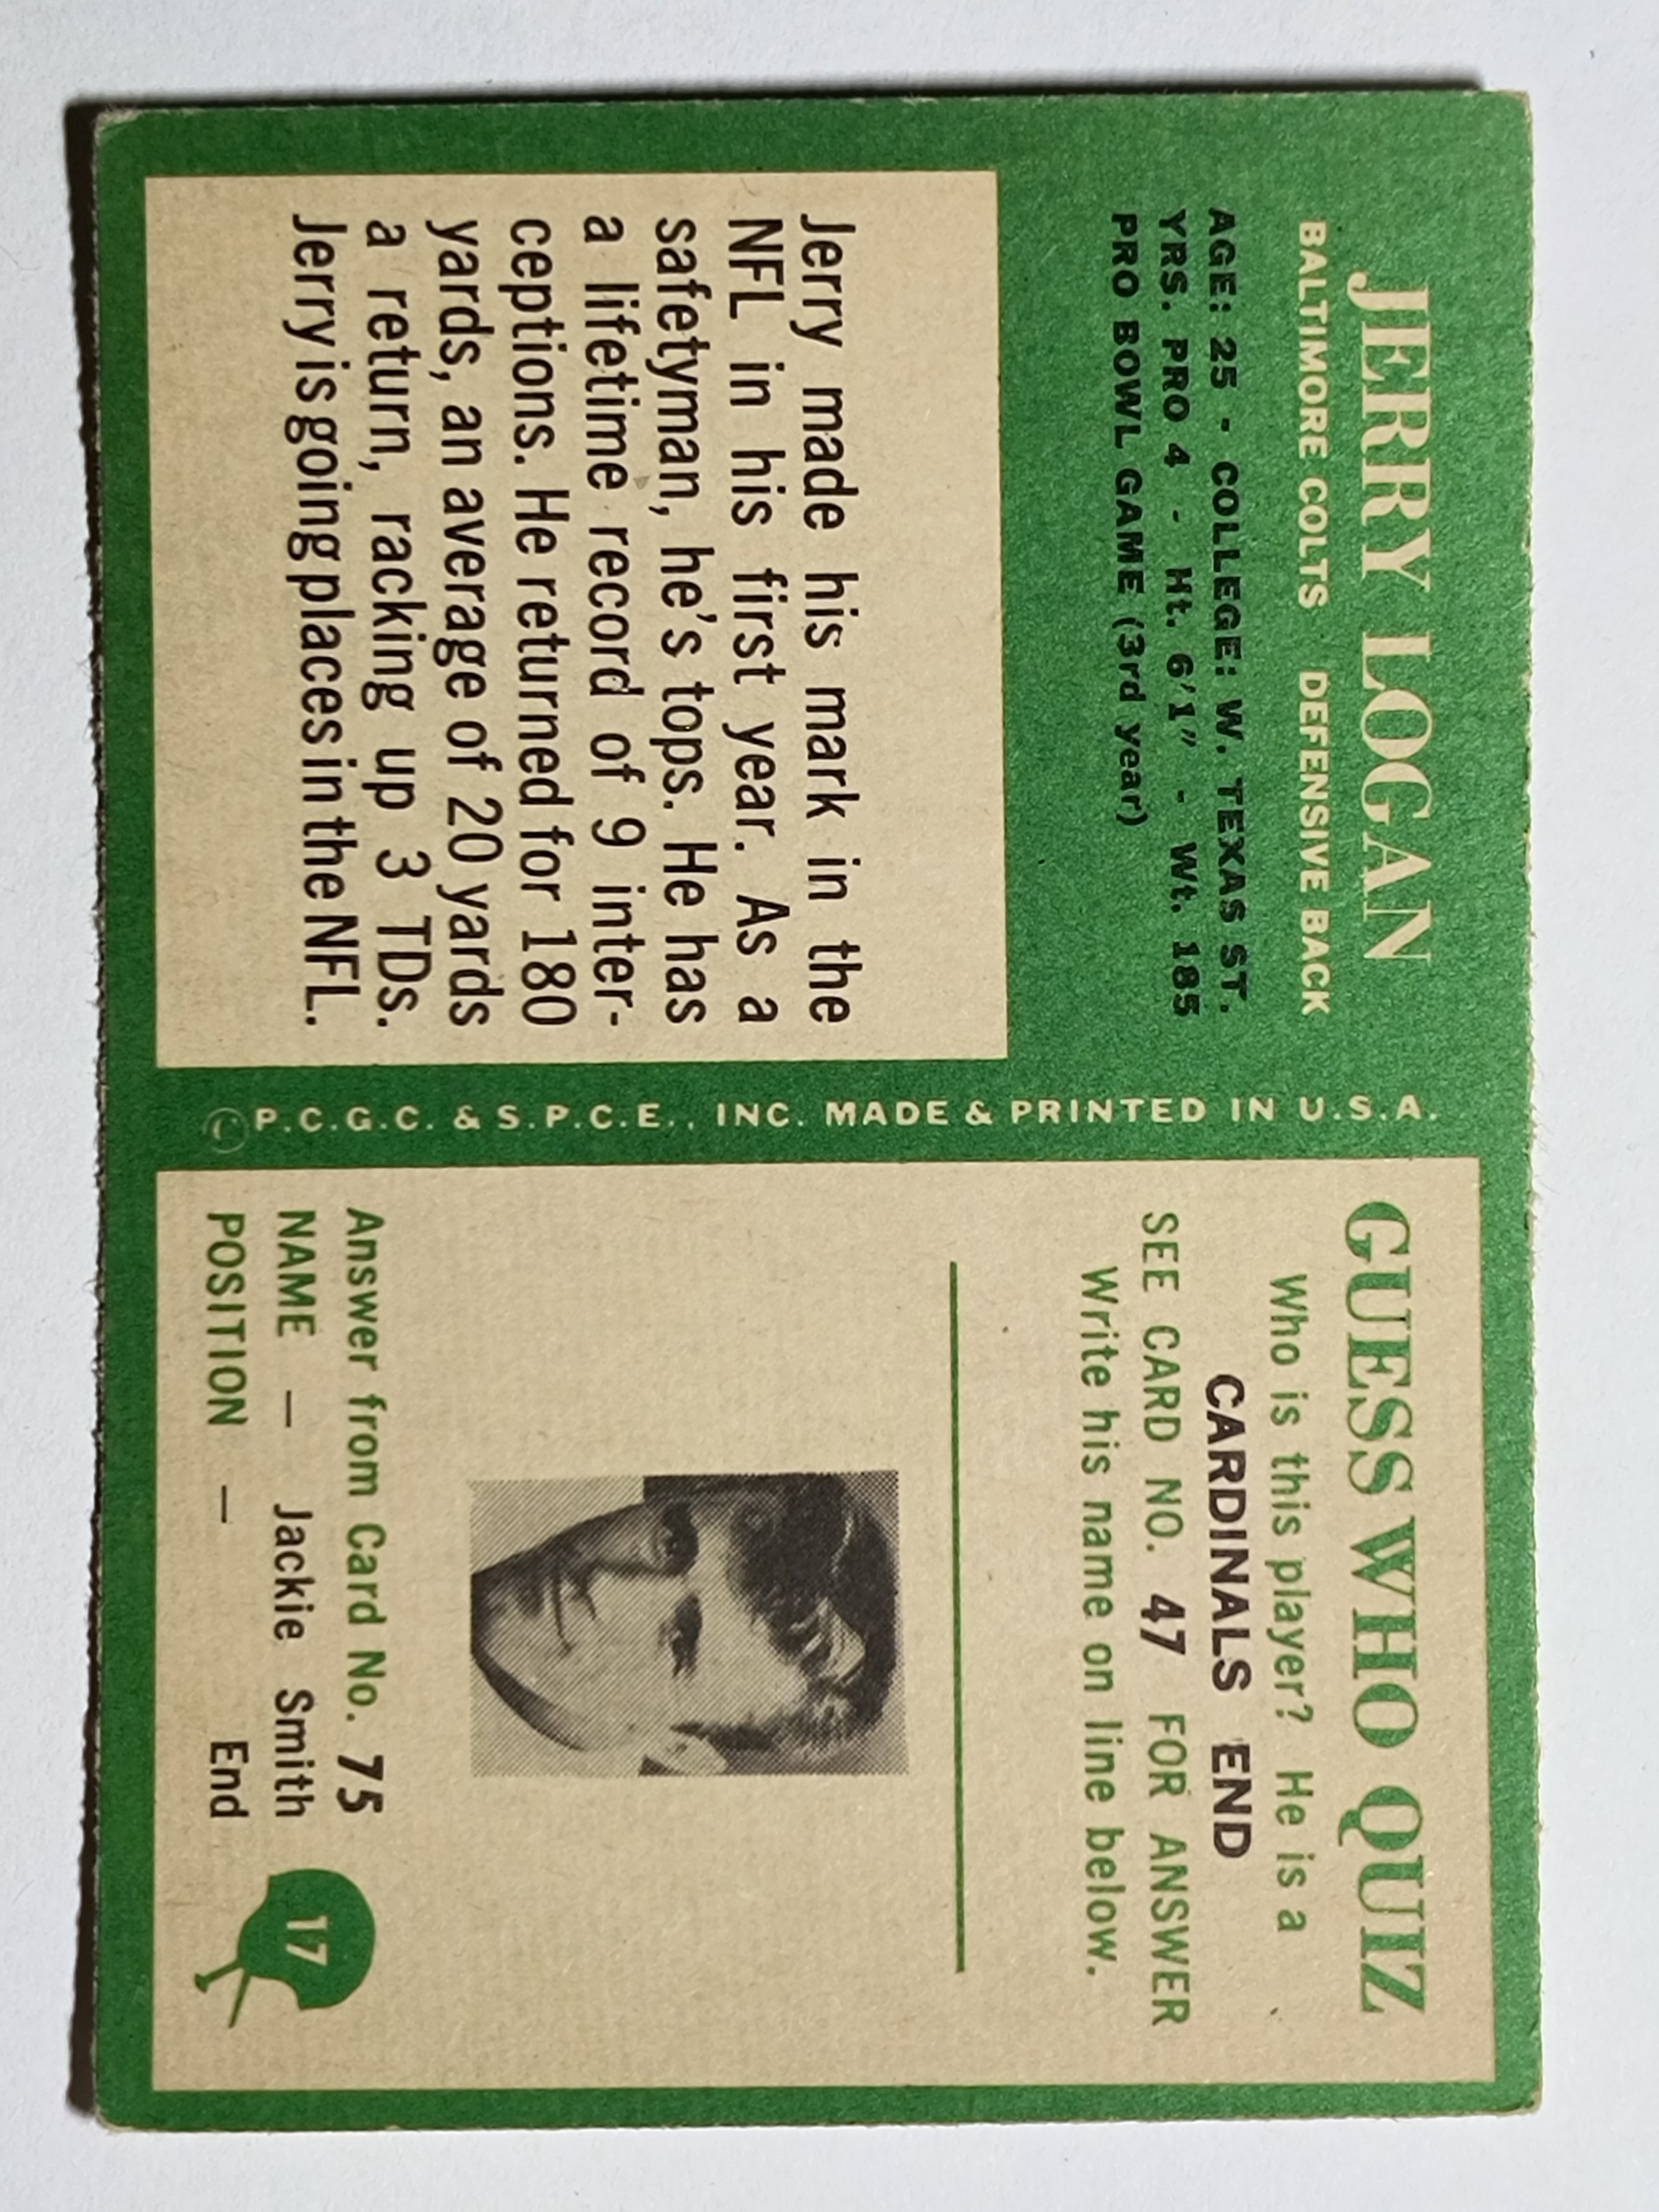 JERRY LOGAN
BALTIMORE COLTS DEFENSIVE BACK
AGE: 25 - COLLEGE: W. TEXAS ST.
YRS. PRO 4 - Ht. 6'1" - Wt. 185
PRO BOWL GAME (3rd year)
Jerry made his mark in the
NFL in his first year. As a
safetyman, he's tops. He has
a lifetime record of 9 inter-
ceptions. He returned for 180
yards, an average of 20 yards
a return, racking up 3 TDs.
Jerry is going places in the NFL.
© P.C.G.C. & S.P.C.E., INC. MADE & PRINTED IN U.S.A.
GUESS WHO QUIZ
Who is this player? He is a
CARDINALS END
SEE CARD NO. 47 FOR ANSWER
Write his name on line below.
Answer from Card No. 75
NAME — Jackie Smith
POSITION — End
17